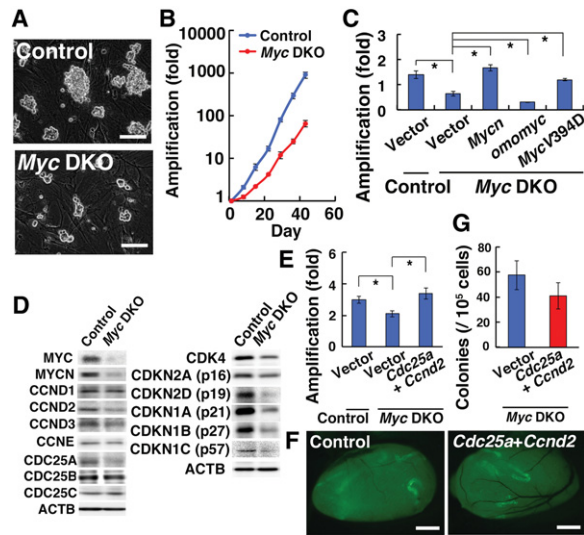 A
Control
Myc DKO
B
Amplification (fold)
1000
100
10
1
0
20
40
60
Day
Control
Myc DKO
C
Amplification (fold)
3
2
1
0
*
*
*
*
Vector
Vector
Mycn
omomyc
MycV394D
Control
Myc DKO
D
Control
Myc DKO
MYC
MYCN
CCND1
CCND2
CCND3
CCNE
CDC25A
CDC25B
CDC25C
ACTB
Control
Myc DKO
CDK4
CDKN2A (p16)
CDKN2D (p19)
CDKN1A (p21)
CDKN1B (p27)
CDKN1C (p57)
ACTB
E
Amplification (fold)
6
4
2
0
*
*
Vector
Vector
Cdc25a
+ Ccnd2
Control
Myc DKO
G
Colonies (/ 10⁵ cells)
80
60
40
20
0
Vector
Cdc25a
+ Ccnd2
Myc DKO
F
Control
Cdc25a+Ccnd2